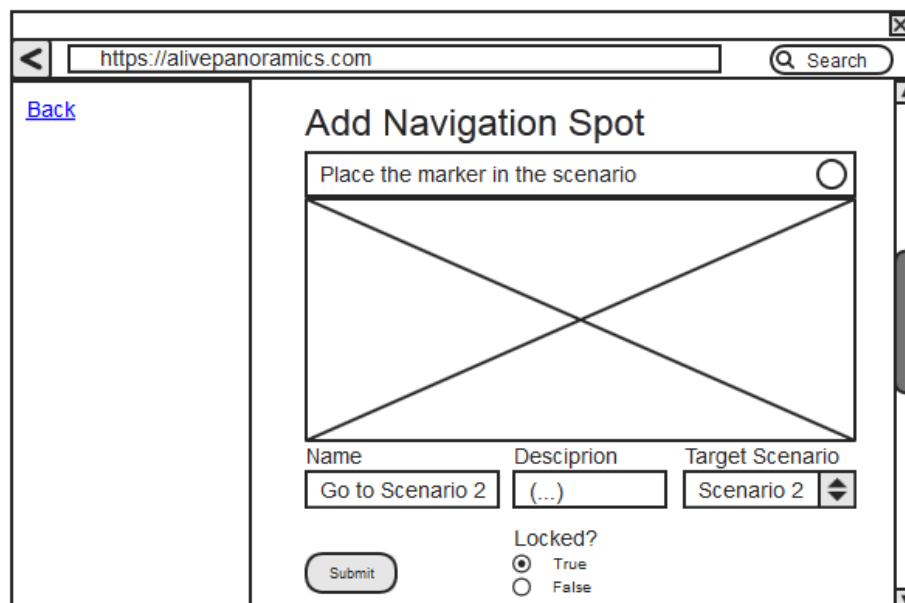 https://alivepanoramics.com
Search
Back
Add Navigation Spot
Place the marker in the scenario
Name
Desciprion
Target Scenario
Go to Scenario 2
(...)
Scenario 2
Locked?
True
Submit
False